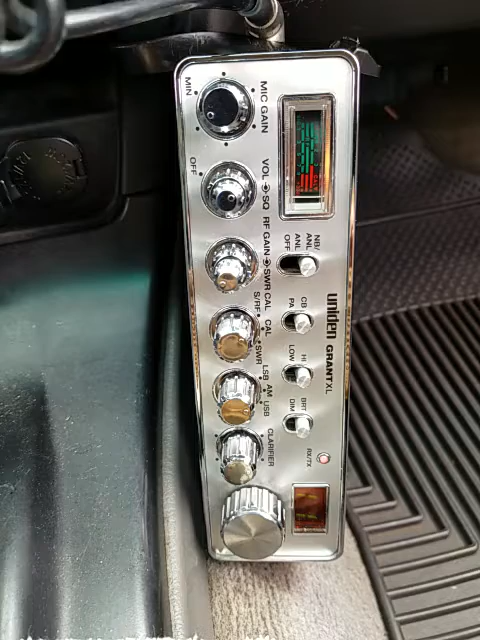 MIN
MIC GAIN
OFF
VOL SQ
RF GAIN SWR CAL
S/RF CAL SWR
LSB AM USB
CLARIFIER
NB/
ANL
ANL
OFF
CB
PA
HI
LOW
BRT
DIM
RX/TX
uniden GRANT XL